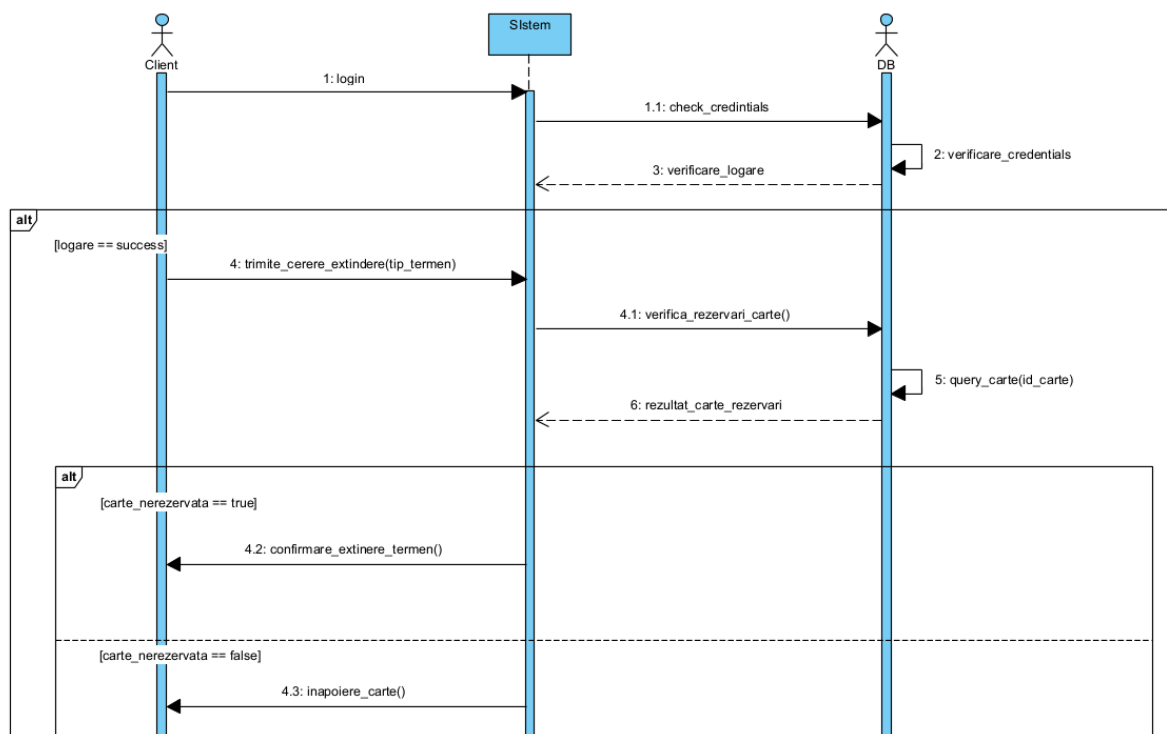 SIstem
Client
DB
1: login
1.1: check_credintials
2: verificare_credentials
3: verificare_logare
alt
[logare == success]
4: trimite_cerere_extindere(tip_termen)
4.1: verifica_rezervari_carte()
5: query_carte(id_carte)
6: rezultat_carte_rezervari
alt
[carte_nerezervata == true]
4.2: confirmare_extinere_termen()
[carte_nerezervata == false]
4.3: inapoiere_carte()